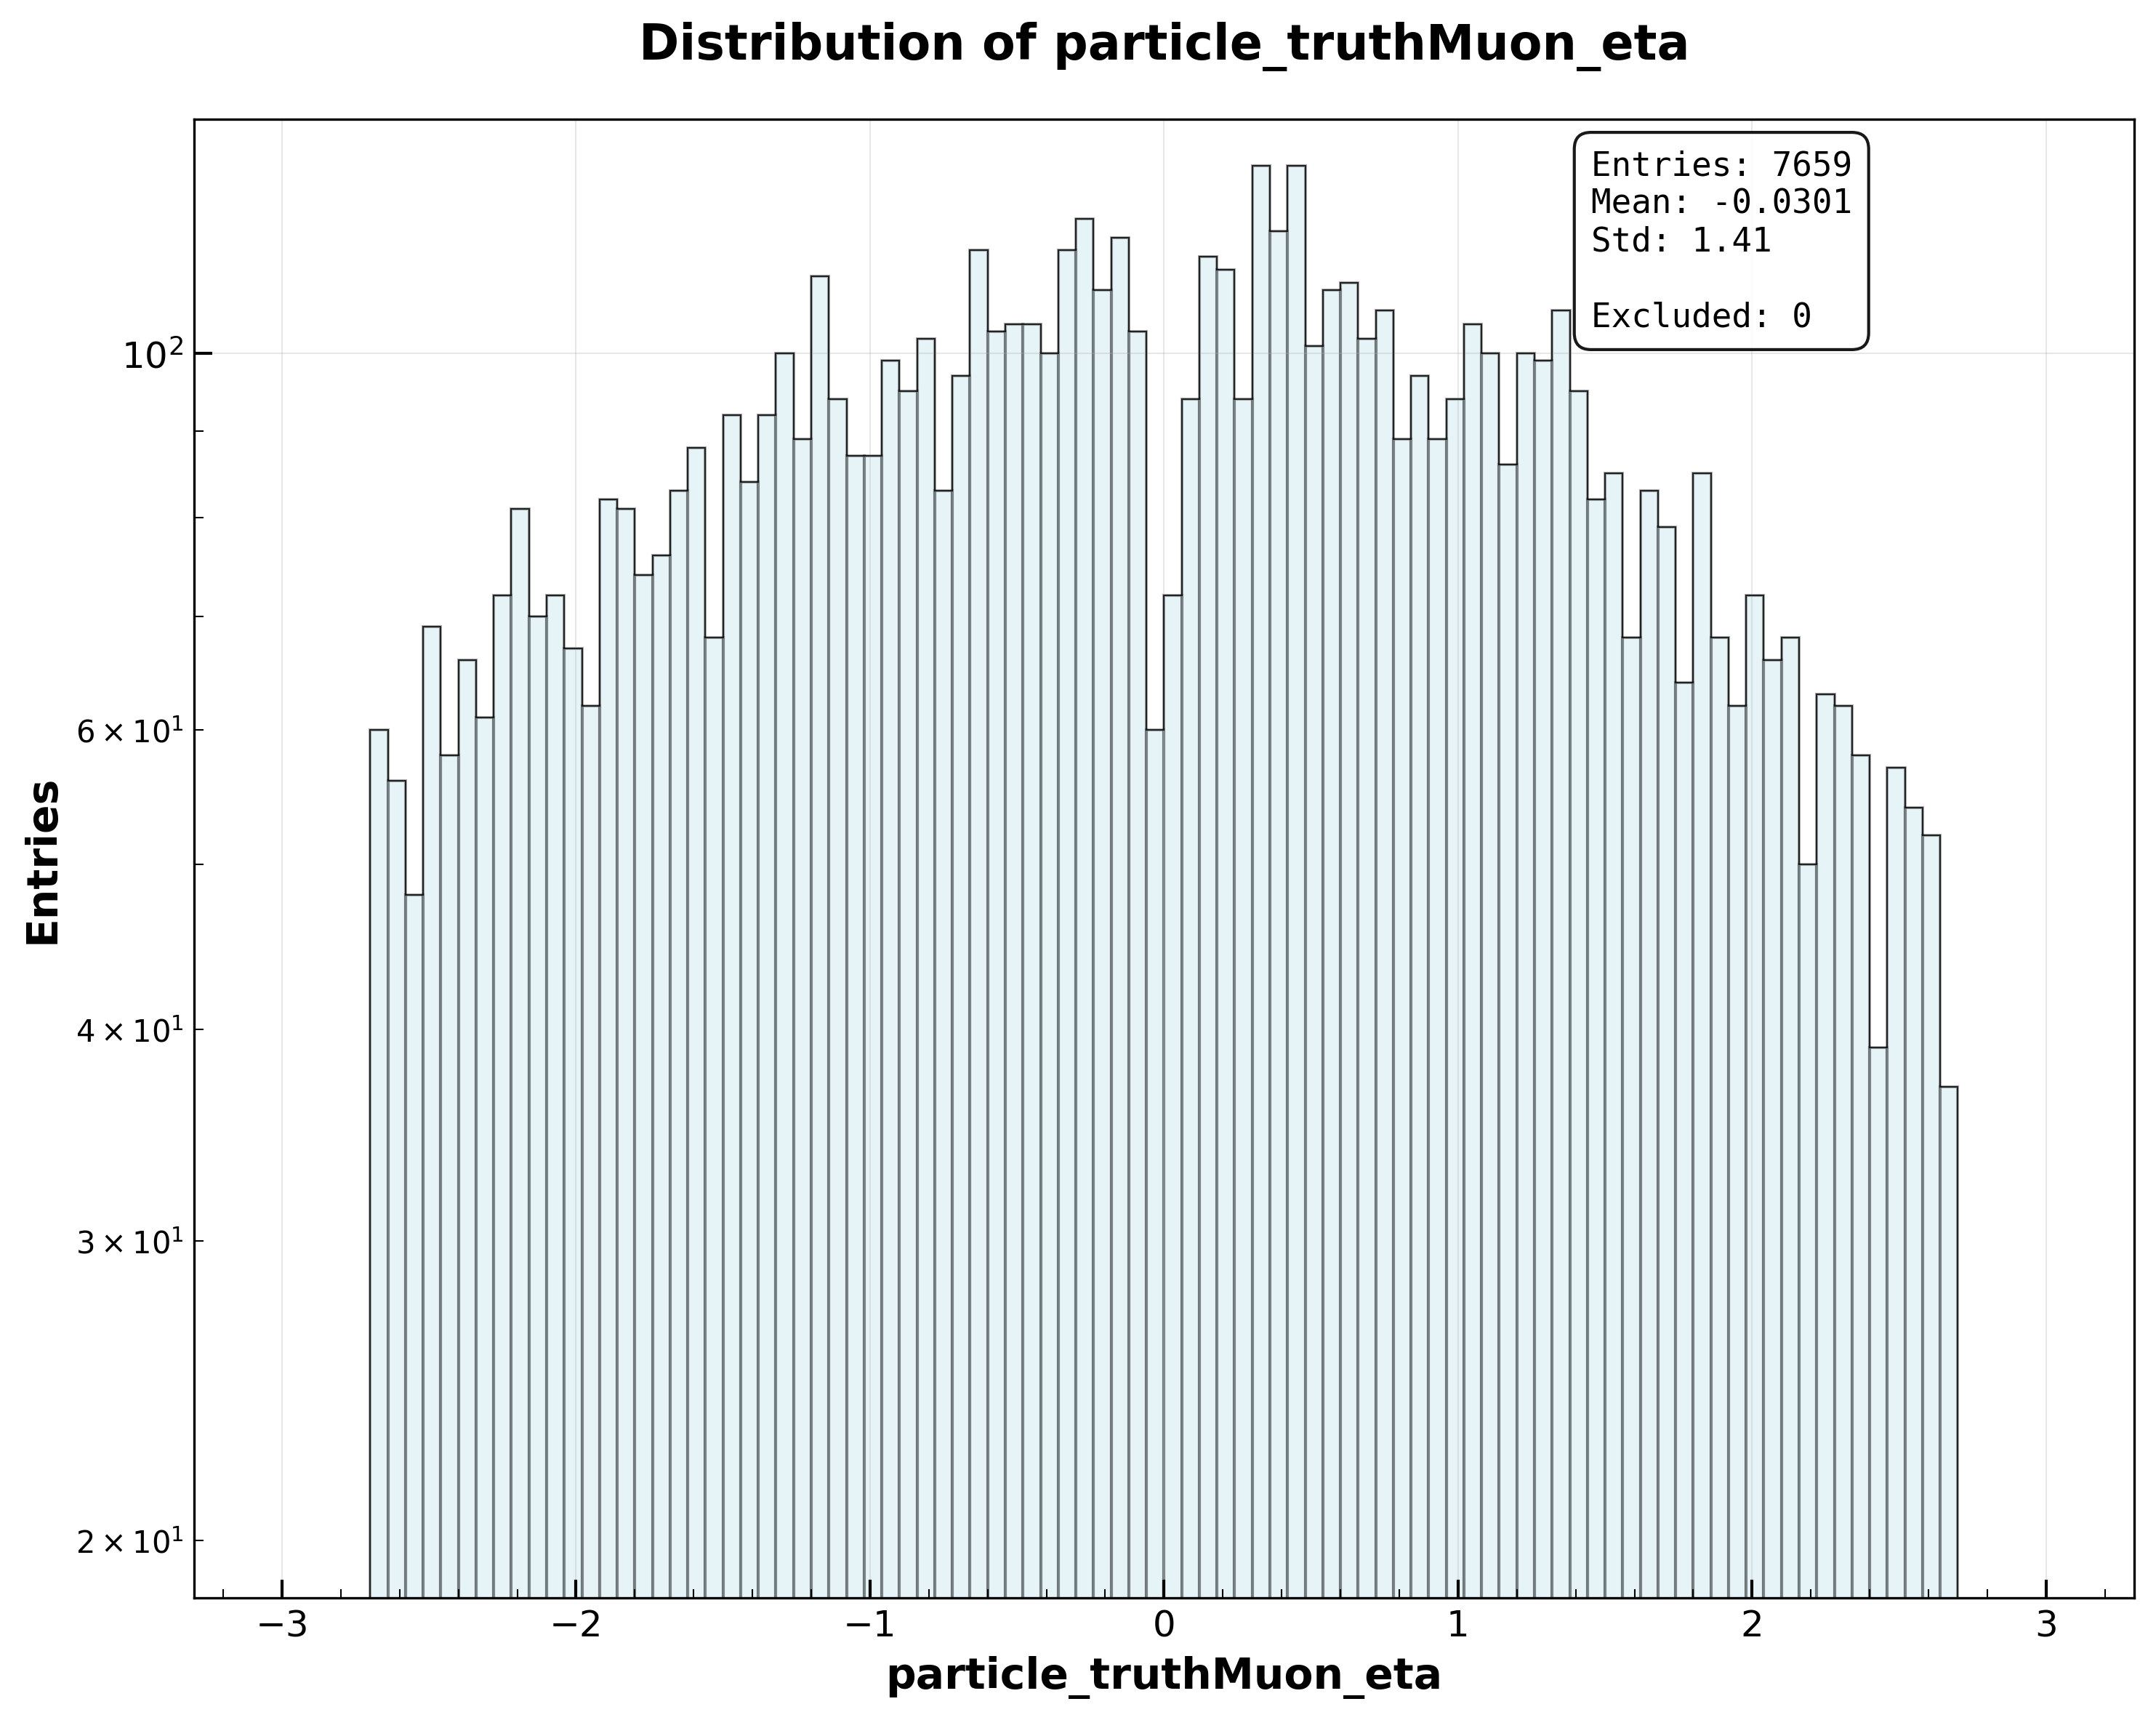 Distribution of particle_truthMuon_eta
Entries: 7659
Mean: -0.0301
Std: 1.41
Excluded: 0
10²
6×10¹
4×10¹
3×10¹
2×10¹
Entries
−3 −2 −1 0 1 2 3
particle_truthMuon_eta